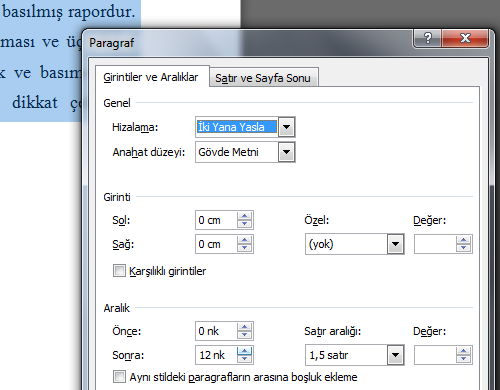 basılmış rapordur.
ması ve üç
k ve basım
dikkat ç
Paragraf
Girintiler ve Aralıklar
Satır ve Sayfa Sonu
Genel
Hizalama: İki Yana Yasla
Anahat düzeyi: Gövde Metni
Girinti
Sol: 0 cm Özel: Değer:
Sağ: 0 cm (yok)
Karşılıklı girintiler
Aralık
Önce: 0 nk Satır aralığı: Değer:
Sonra: 12 nk 1,5 satır
Aynı stildeki paragrafların arasına boşluk ekleme